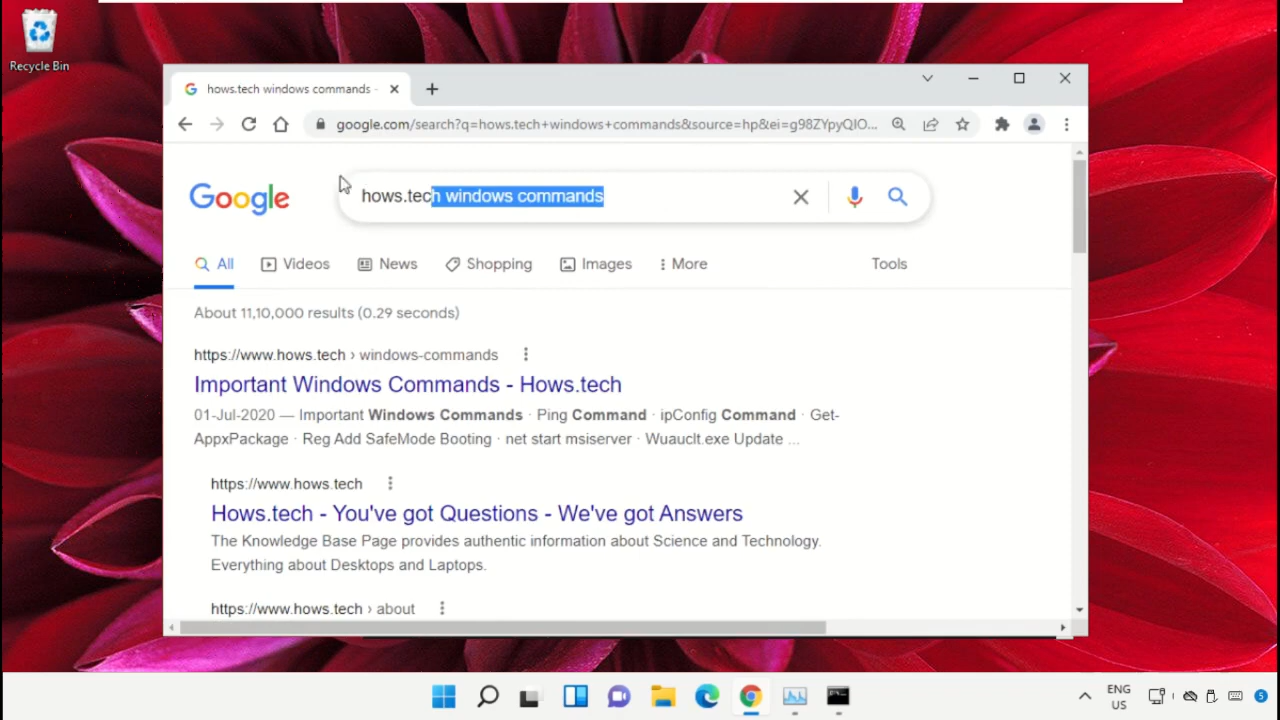 Recycle Bin
hows.tech windows commands -
google.com/search?q=hows.tech+windows+commands&source=hp&ei=g98ZYpyQIO...
Google
hows.tech windows commands
All
Videos
News
Shopping
Images
More
Tools
About 11,10,000 results (0.29 seconds)
https://www.hows.tech › windows-commands
Important Windows Commands - Hows.tech
01-Jul-2020 — Important Windows Commands · Ping Command · ipConfig Command · Get-
AppxPackage · Reg Add SafeMode Booting · net start msiserver · Wuauclt.exe Update ...
https://www.hows.tech
Hows.tech - You've got Questions - We've got Answers
The Knowledge Base Page provides authentic information about Science and Technology.
Everything about Desktops and Laptops.
https://www.hows.tech › about
ENG
US
5